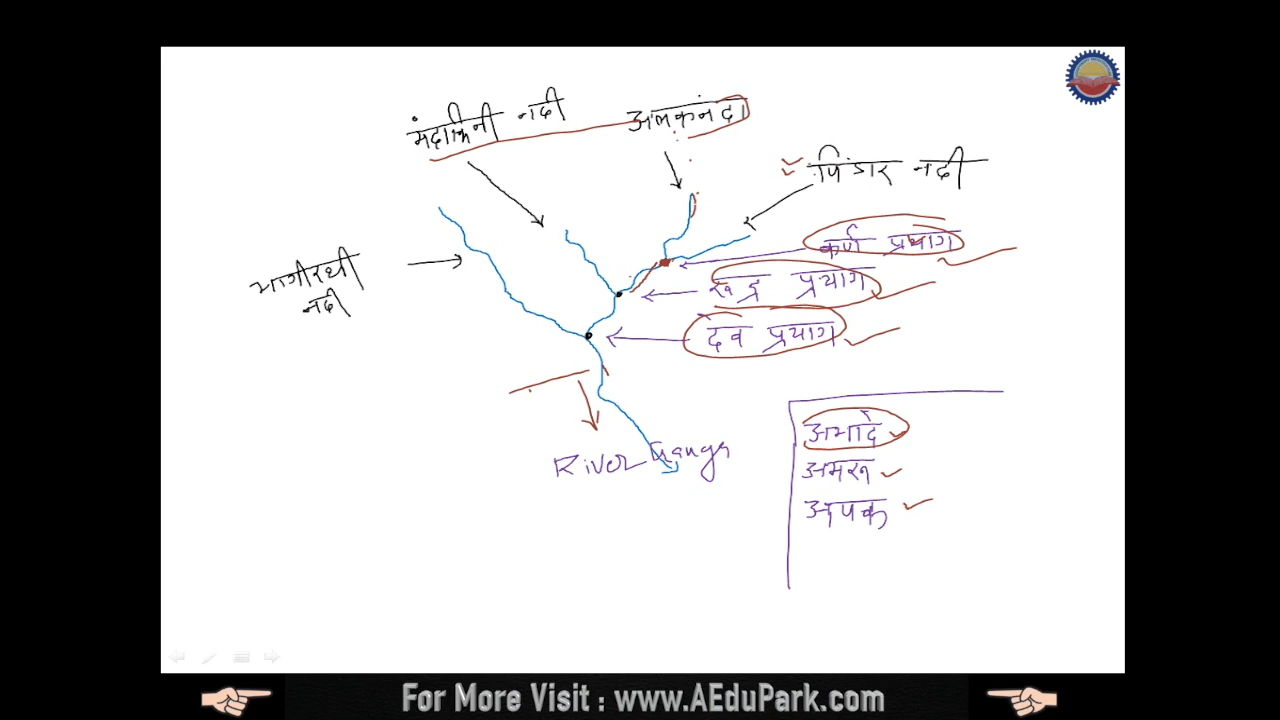 मंदाकिनी नदी
अलकनंदा
पिंडार नदी
कर्ण प्रयाग
भागीरथी
नदी
रूद्र प्रयाग
देव प्रयाग
River Ganga
अभादे
अमरू
अपक
For More Visit : www.AEduPark.com